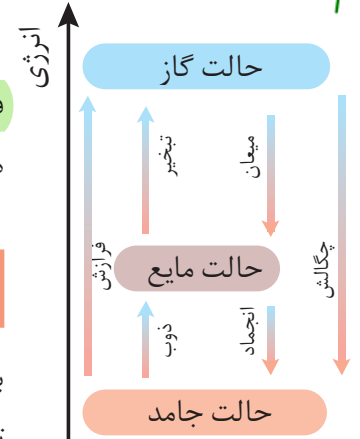 انرژی
حالت گاز
تبخیر
میعان
فرازش
چگالش
حالت مایع
ذوب
انجماد
حالت جامد